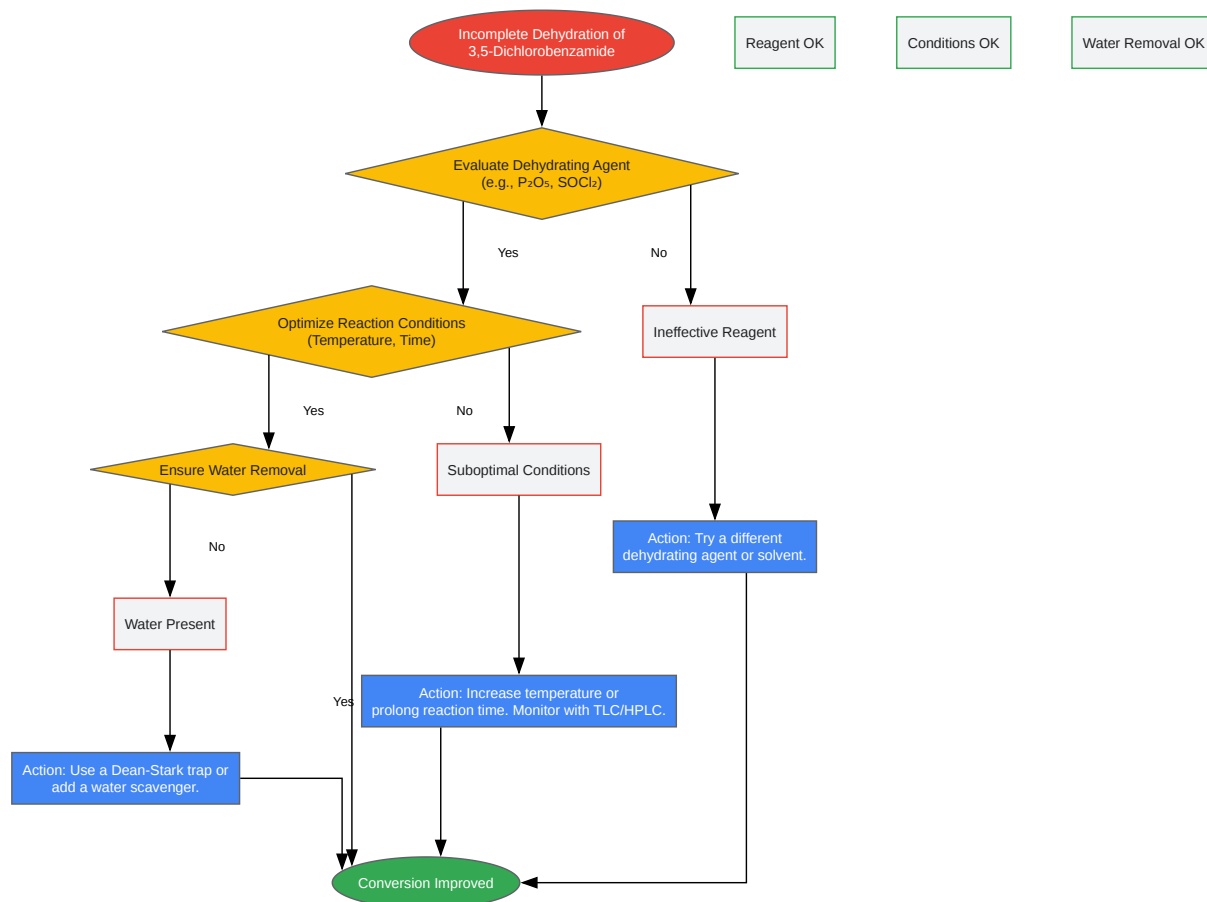 Incomplete Dehydration of
3,5-Dichlorobenzamide
Reagent OK
Conditions OK
Water Removal OK
Evaluate Dehydrating Agent
(e.g., P₂O₅, SOCl₂)
Yes
No
Optimize Reaction Conditions
(Temperature, Time)
Ineffective Reagent
Yes
No
Ensure Water Removal
Suboptimal Conditions
Action: Try a different
dehydrating agent or solvent.
No
Water Present
Yes
Action: Increase temperature or
prolong reaction time. Monitor with TLC/HPLC.
Action: Use a Dean-Stark trap or
add a water scavenger.
Conversion Improved